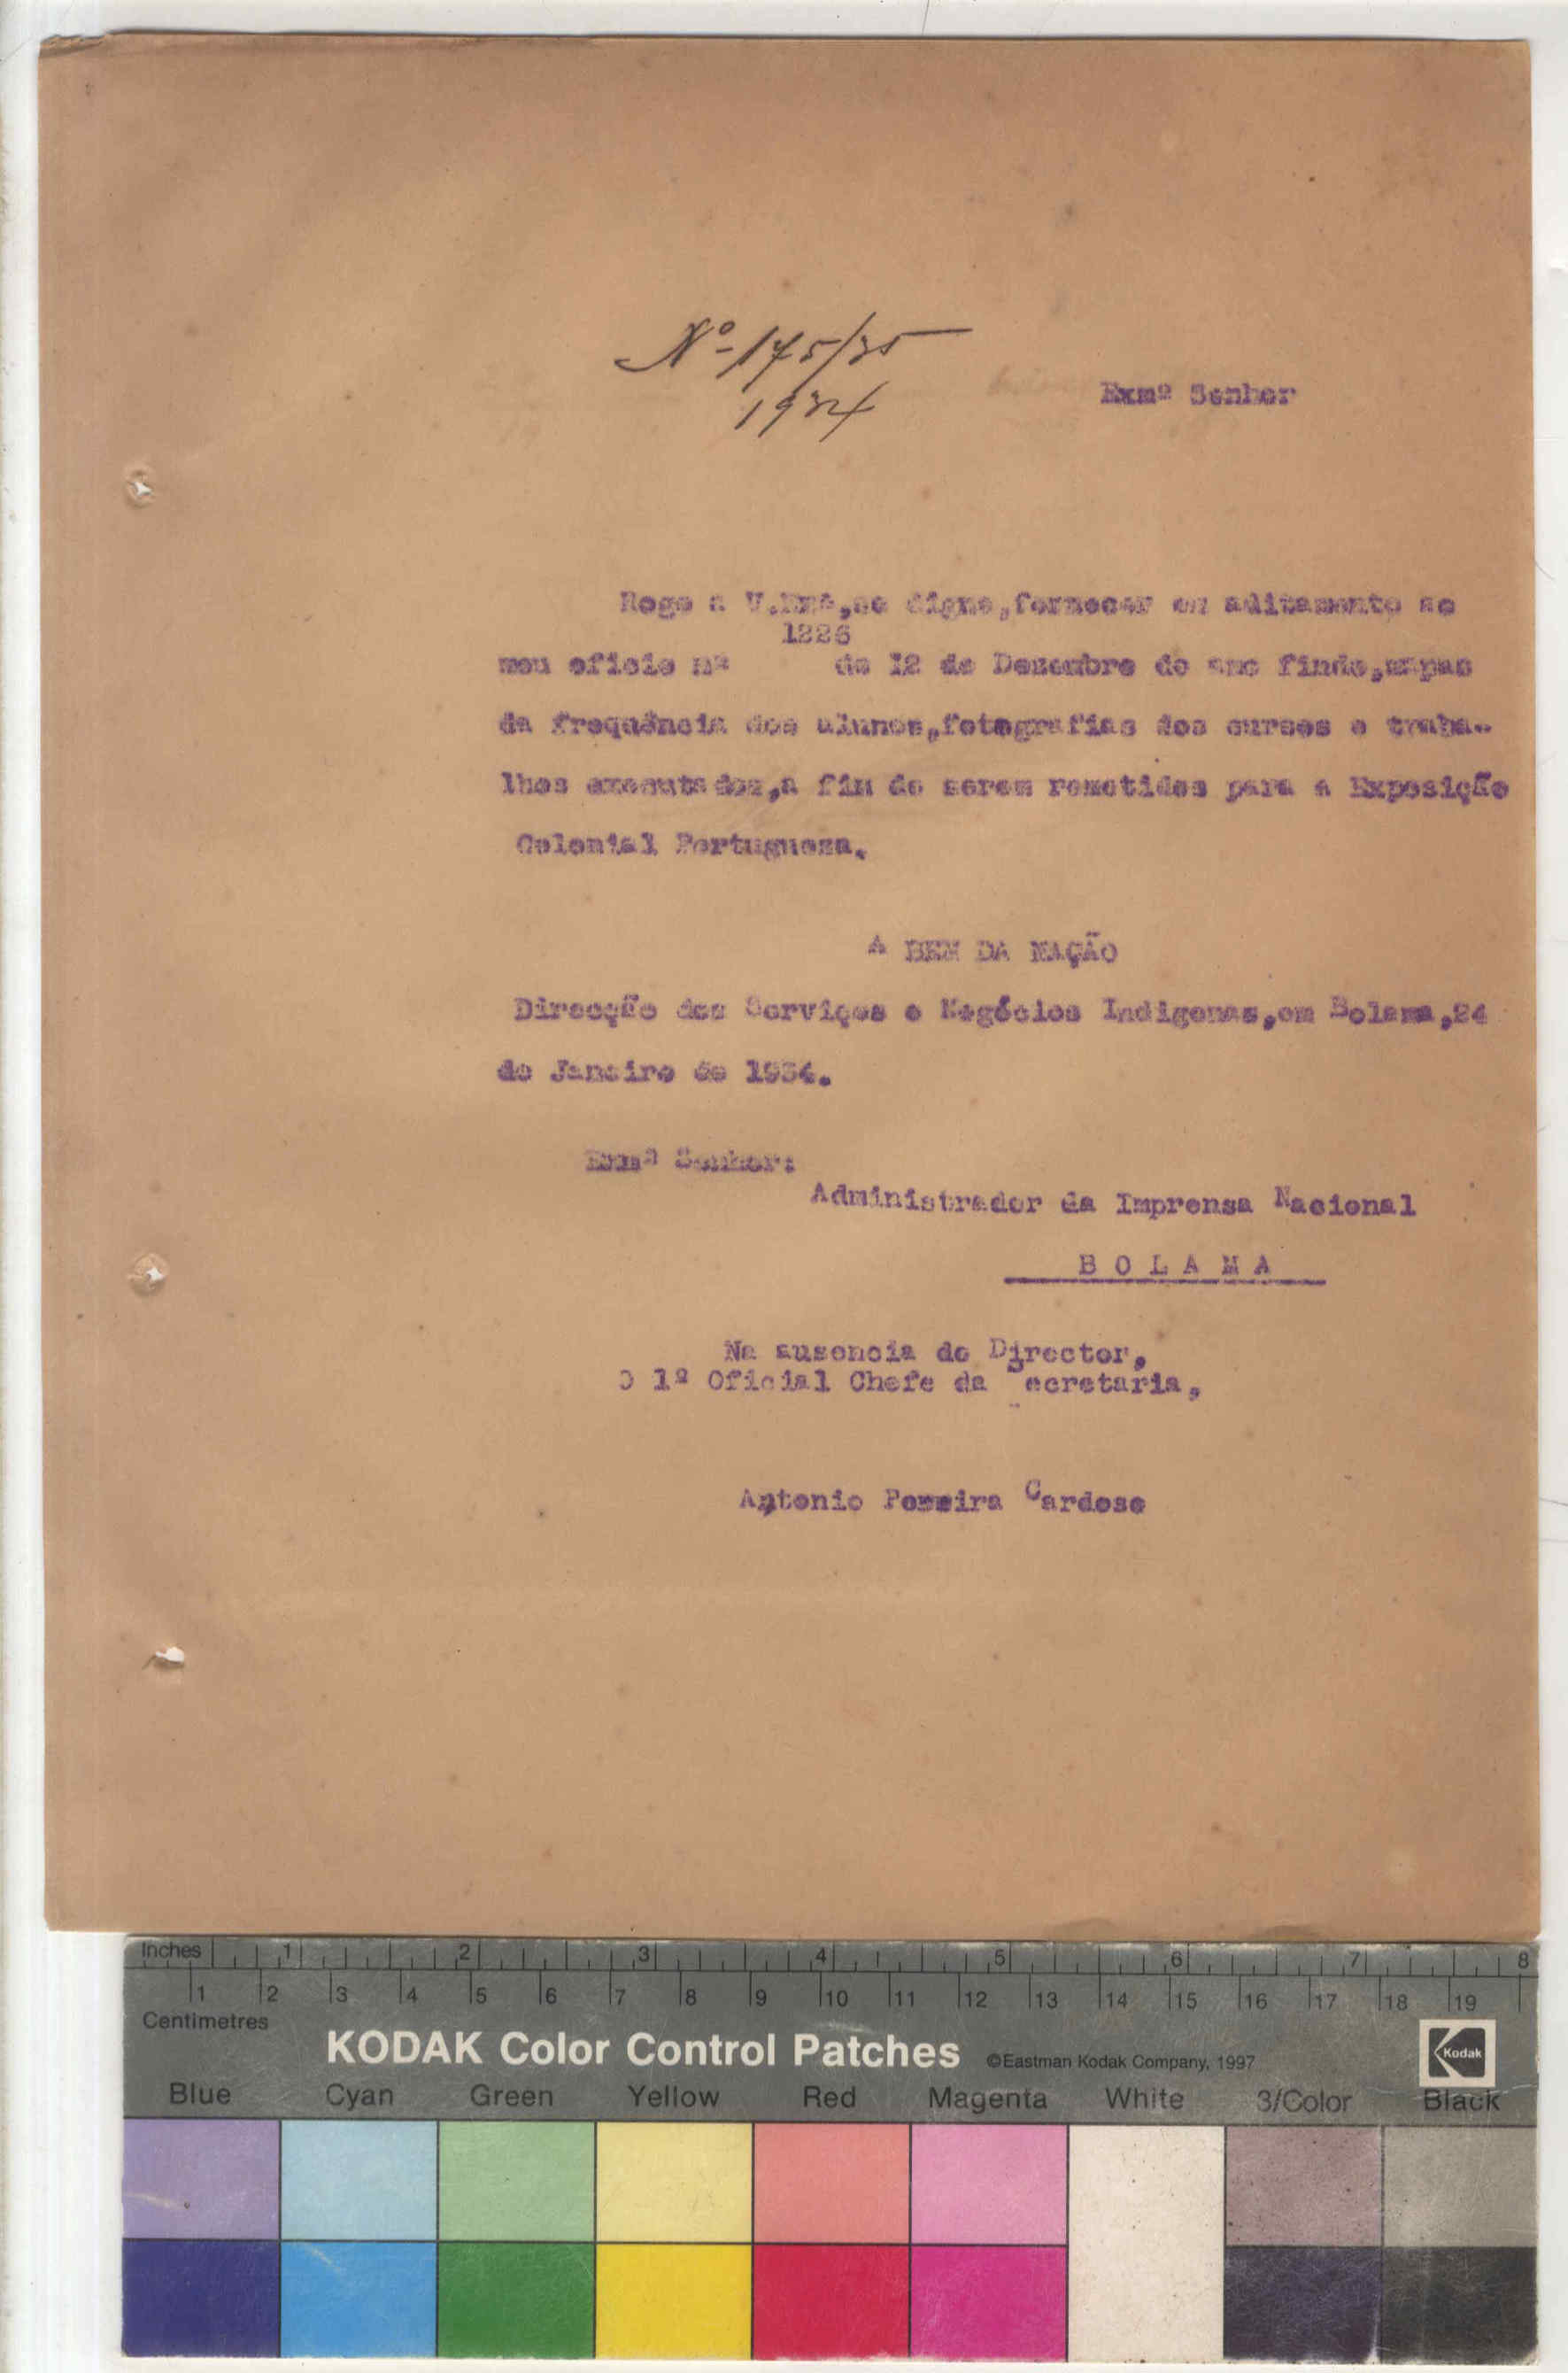 Nº 175/35
1934
Exmº Senhor
Rogo a V.Exª,se digne,fornecer em aditamento ao
1226
meu oficio nº de I2 de Dezembro do ano findo,mapas
da frequência dos alunos,fotografias dos cursos e traba-
lhos executados,a fim de serem remetidos para a Exposição
Colonial Portuguesa.
A BEM DA NAÇÃO
Direcção dos Serviços e Negócios Indigenas,em Bolama,24
de Janeiro de 1934.
Exmº Senhor:
Administrador da Imprensa Nacional
B O L A M A
Na ausencia do Director,
O 1º Oficial Chefe da Secretaria,
Antonio Pereira Cardoso
Inches 1 2 3 4 5 6 7 8
1 2 3 4 5 6 7 8 9 10 11 12 13 14 15 16 17 18 19
Centimetres
KODAK Color Control Patches ©Eastman Kodak Company, 1997 Kodak
Blue Cyan Green Yellow Red Magenta White 3/Color Black